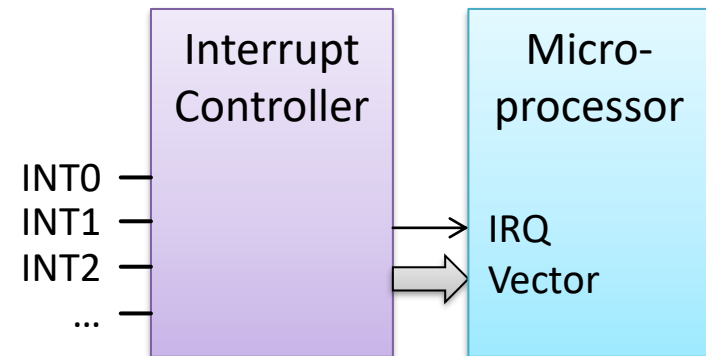 Interrupt
Controller
Micro-
processor
INT0
INT1
INT2
...
IRQ
Vector